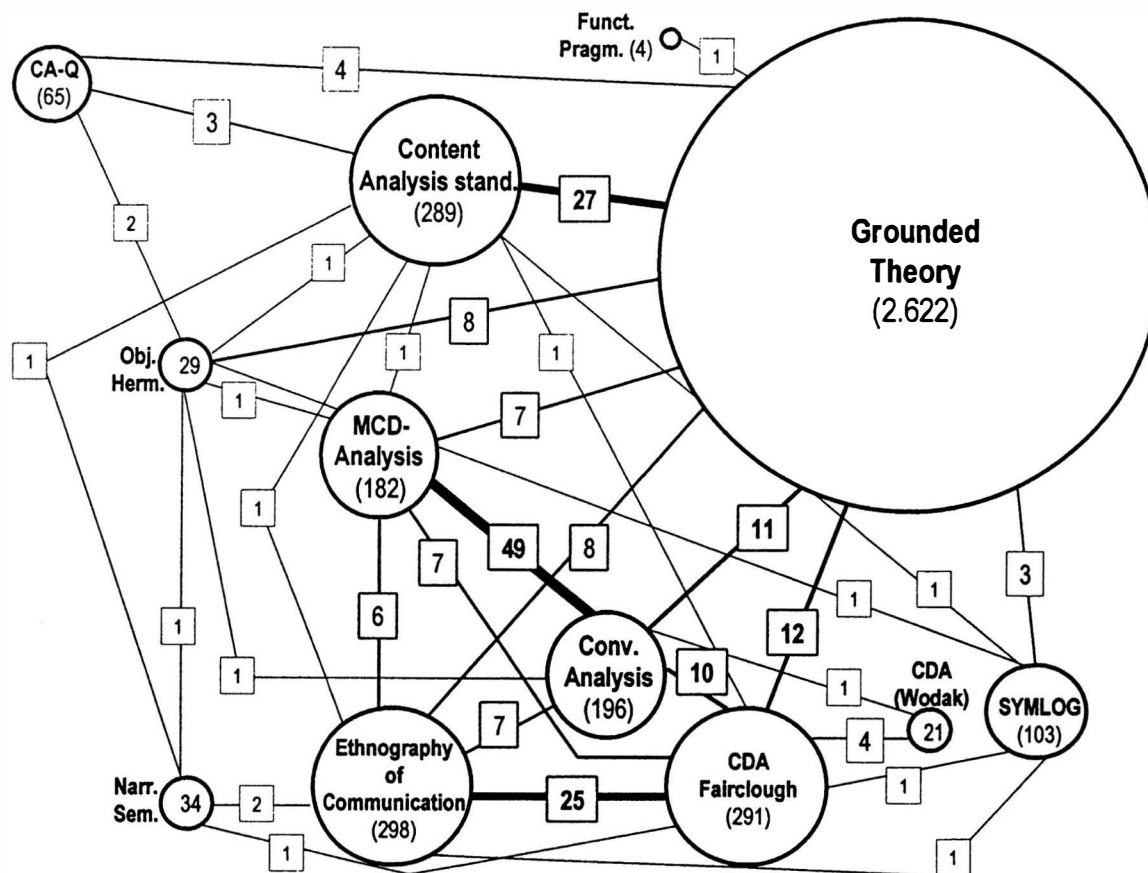 Funct.
Pragm. (4)
1
CA-Q
(65)
4
3
Content
Analysis stand.
(289)
27
Grounded
Theory
(2.622)
2
1
8
1
1
1
Obj.
Herm.
29
1
7
MCD-
Analysis
(182)
1
49
7
8
11
3
1
1
6
12
1
Conv.
Analysis
(196)
10
1
1
CDA
(Wodak)
21
SYMLOG
(103)
7
4
Ethnography
of
Communication
(298)
CDA
Fairclough
(291)
1
Narr.
Sem.
34
2
25
1
1